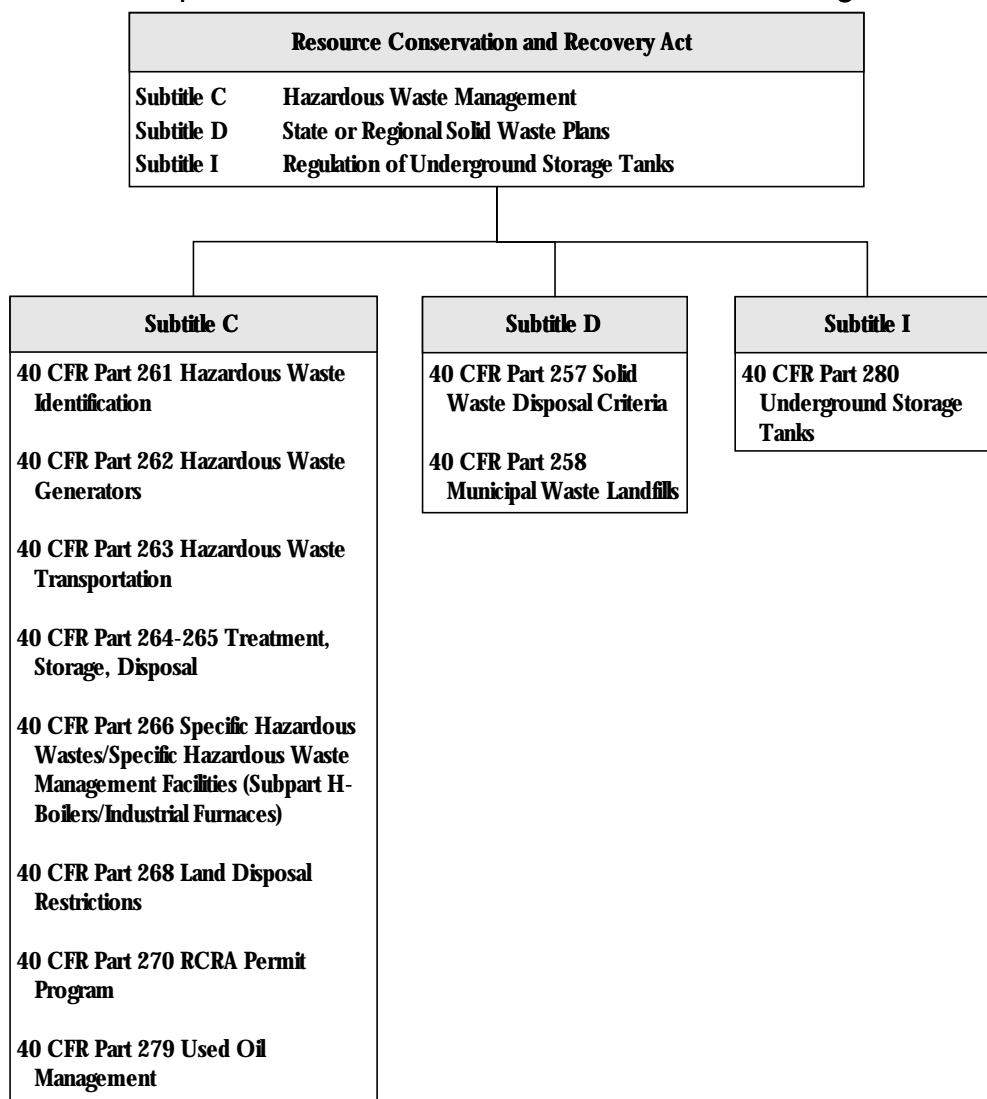 Resource Conservation and Recovery Act
Subtitle C Hazardous Waste Management
Subtitle D State or Regional Solid Waste Plans
Subtitle I Regulation of Underground Storage Tanks
Subtitle C
40 CFR Part 261 Hazardous Waste
Identification
40 CFR Part 262 Hazardous Waste
Generators
40 CFR Part 263 Hazardous Waste
Transportation
40 CFR Part 264-265 Treatment,
Storage, Disposal
40 CFR Part 266 Specific Hazardous
Wastes/Specific Hazardous Waste
Management Facilities (Subpart H-
Boilers/Industrial Furnaces)
40 CFR Part 268 Land Disposal
Restrictions
40 CFR Part 270 RCRA Permit
Program
40 CFR Part 279 Used Oil
Management
Subtitle D
40 CFR Part 257 Solid
Waste Disposal Criteria
40 CFR Part 258
Municipal Waste Landfills
Subtitle I
40 CFR Part 280
Underground Storage
Tanks